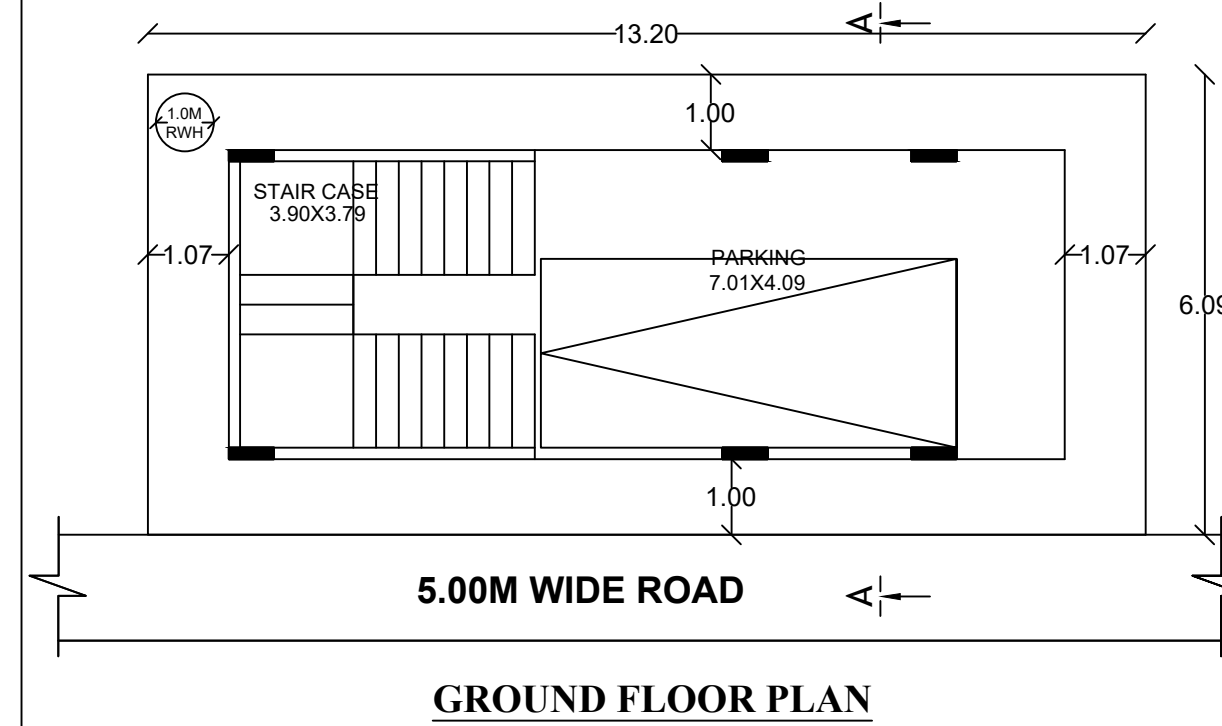 A
13.20
1.0M
RWH
1.00
STAIR CASE
3.90X3.79
1.07
PARKING
7.01X4.09
1.07
6.09
1.00
5.00M WIDE ROAD
A
GROUND FLOOR PLAN